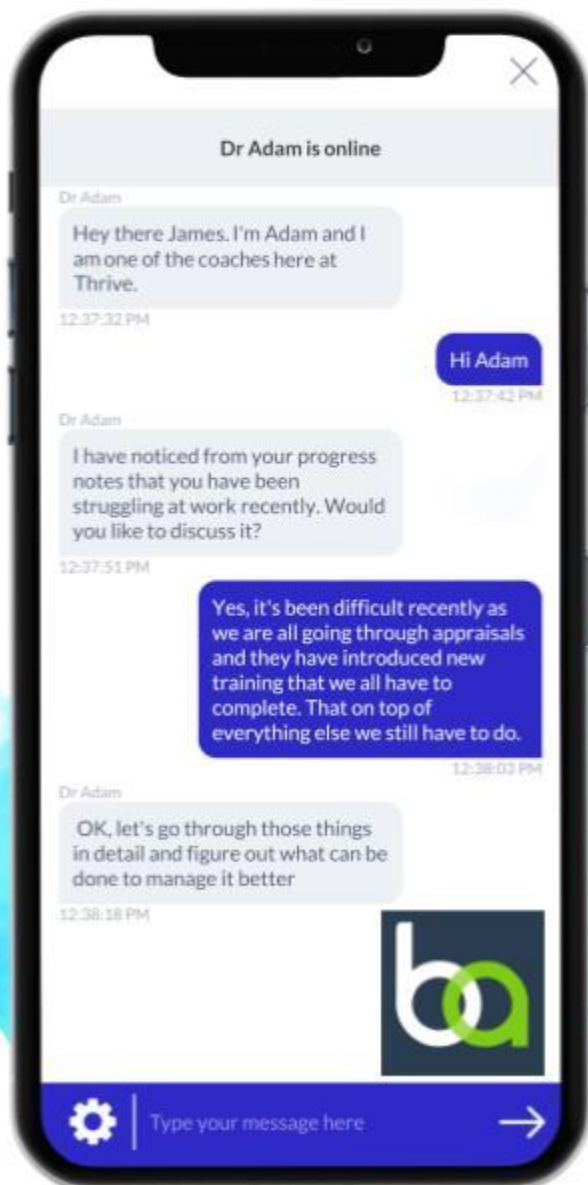 Dr Adam is online
Dr Adam
Hey there James. I'm Adam and I
am one of the coaches here at
Thrive.
12:37:32 PM
Hi Adam
12:37:42 PM
Dr Adam
I have noticed from your progress
notes that you have been
struggling at work recently. Would
you like to discuss it?
12:37:51 PM
Yes, it's been difficult recently as
we are all going through appraisals
and they have introduced new
training that we all have to
complete. That on top of
everything else we still have to do.
12:38:03 PM
Dr Adam
OK, let's go through those things
in detail and figure out what can be
done to manage it better
12:38:18 PM
ba
Type your message here